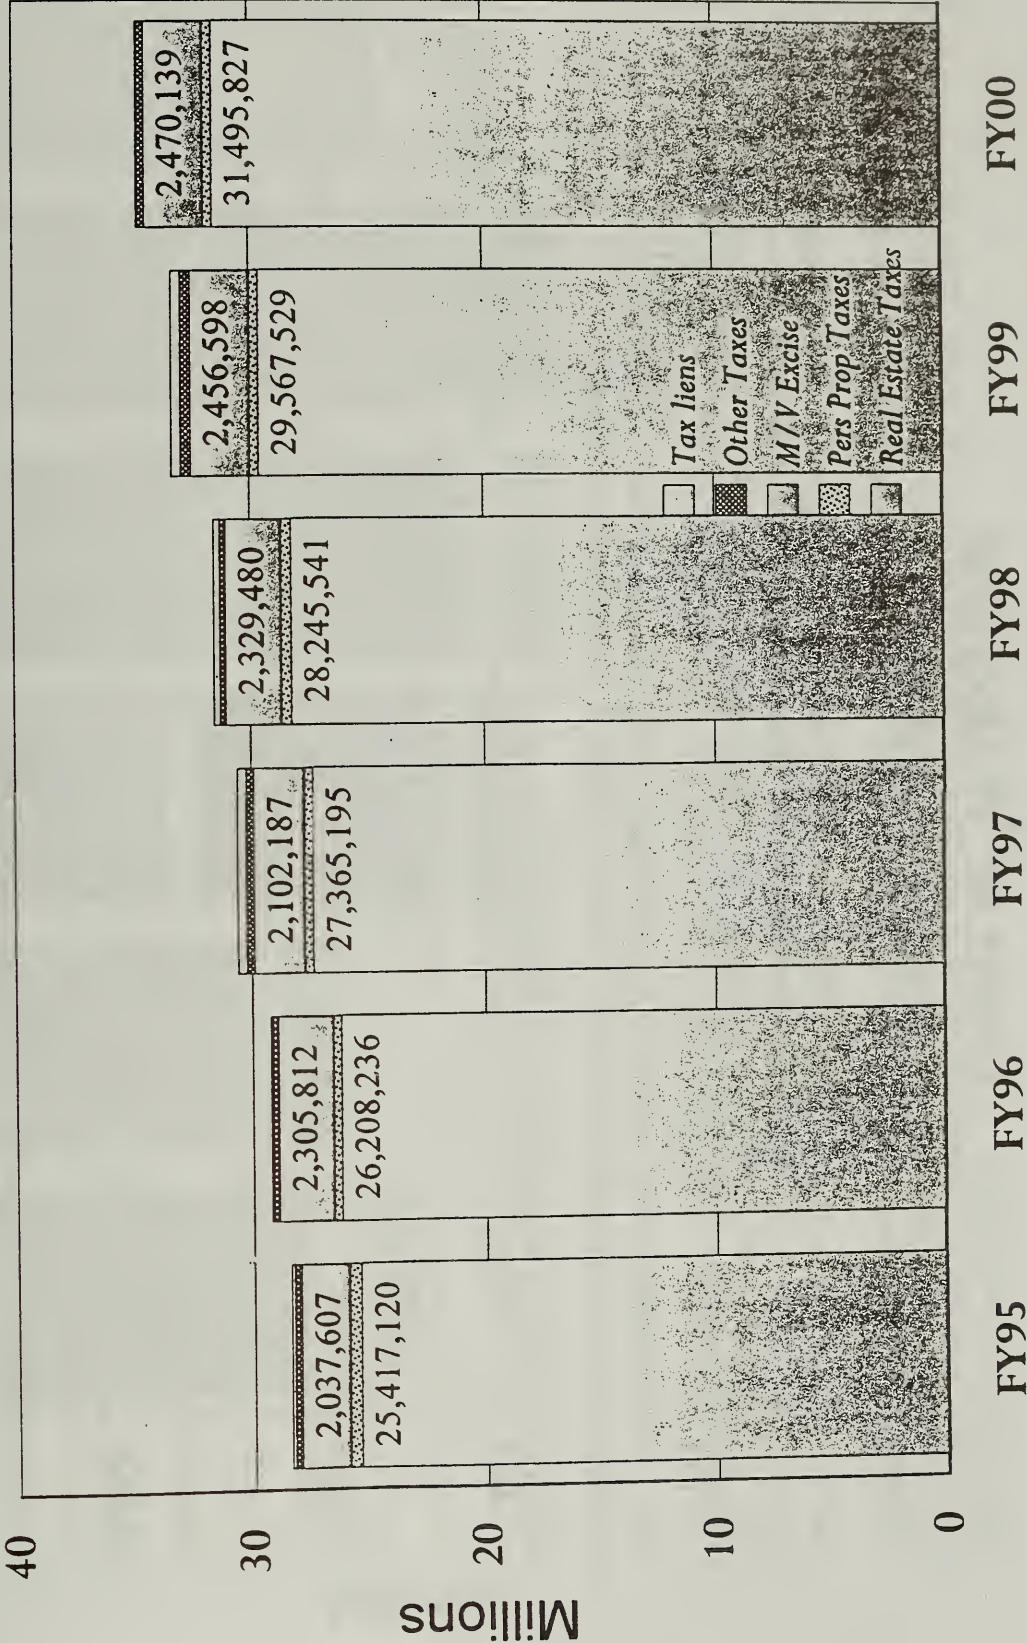 Millions
40
30
20
10
0
2,037,607
25,417,120
2,305,812
26,208,236
2,102,187
27,365,195
2,329,480
28,245,541
2,456,598
29,567,529
2,470,139
31,495,827
Tax liens
Other Taxes
M/V Excise
Pers Prop Taxes
Real Estate Taxes
FY95
FY96
FY97
FY98
FY99
FY00